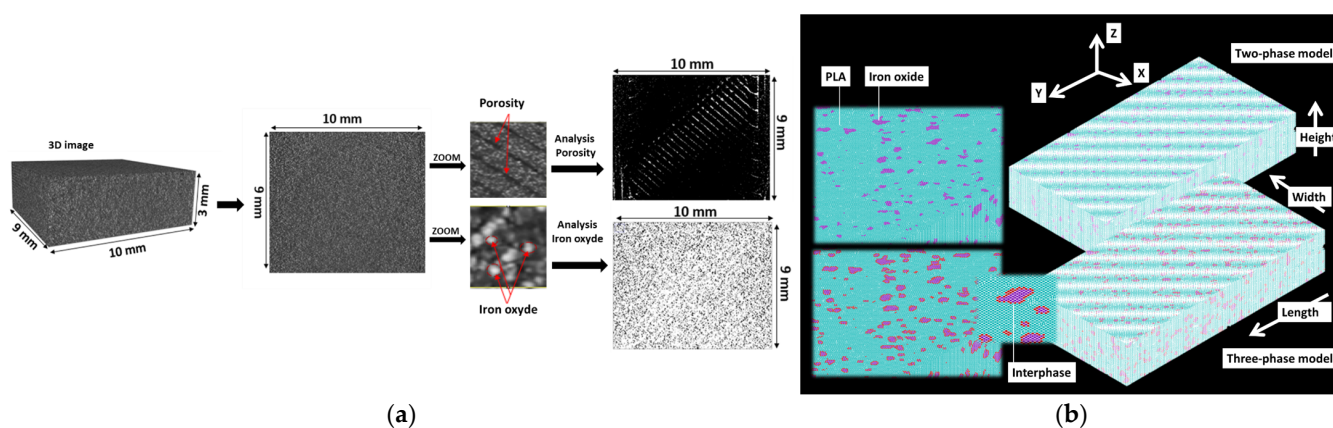 3D image
9 mm
10 mm
3 mm
10 mm
9 mm
ZOOM
ZOOM
Porosity
Iron oxyde
Analysis
Porosity
Analysis
Iron oxyde
10 mm
9 mm
10 mm
9 mm
(a)
PLA
Iron oxide
Z
X
Y
Two-phase model
Height
Width
Length
Interphase
Three-phase model
(b)